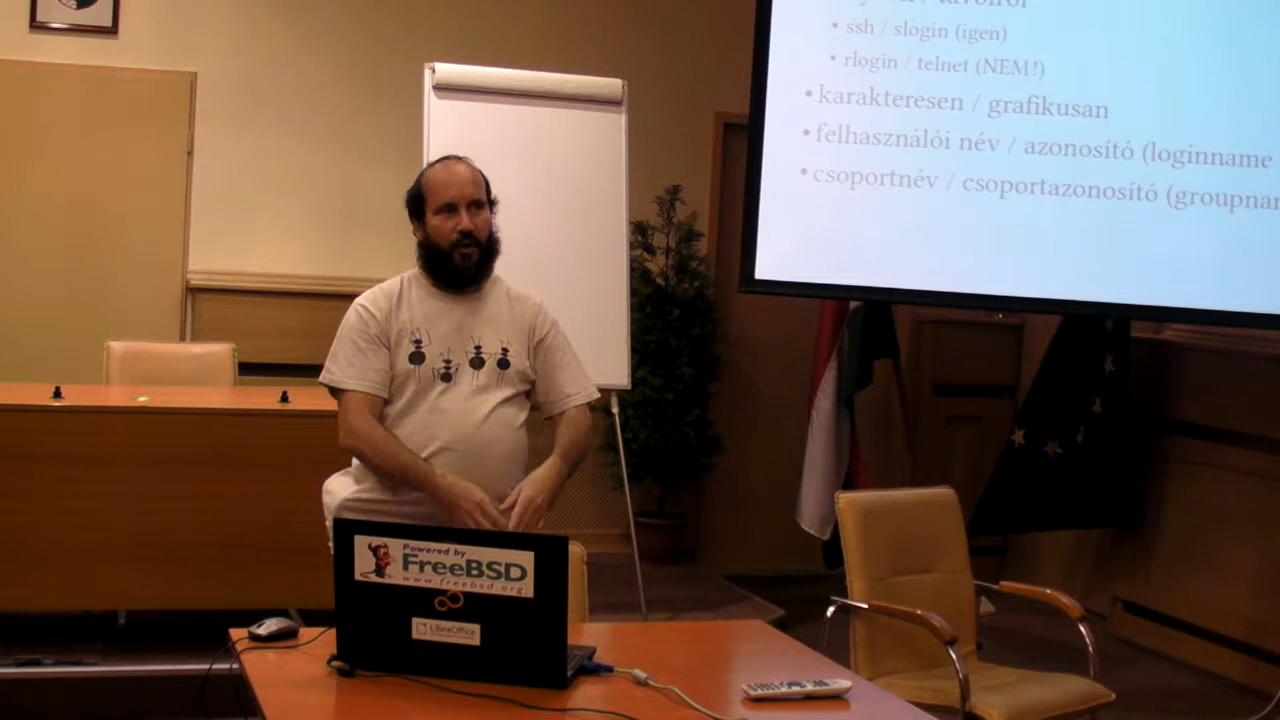 / távolról
• ssh / slogin (igen)
• rlogin / telnet (NEM!)
• karakteresen / grafikusan
• felhasználói név / azonosító (loginname
• csoportnév / csoportazonosító (groupnam
Powered by
FreeBSD
www.freebsd.org
LibreOffice